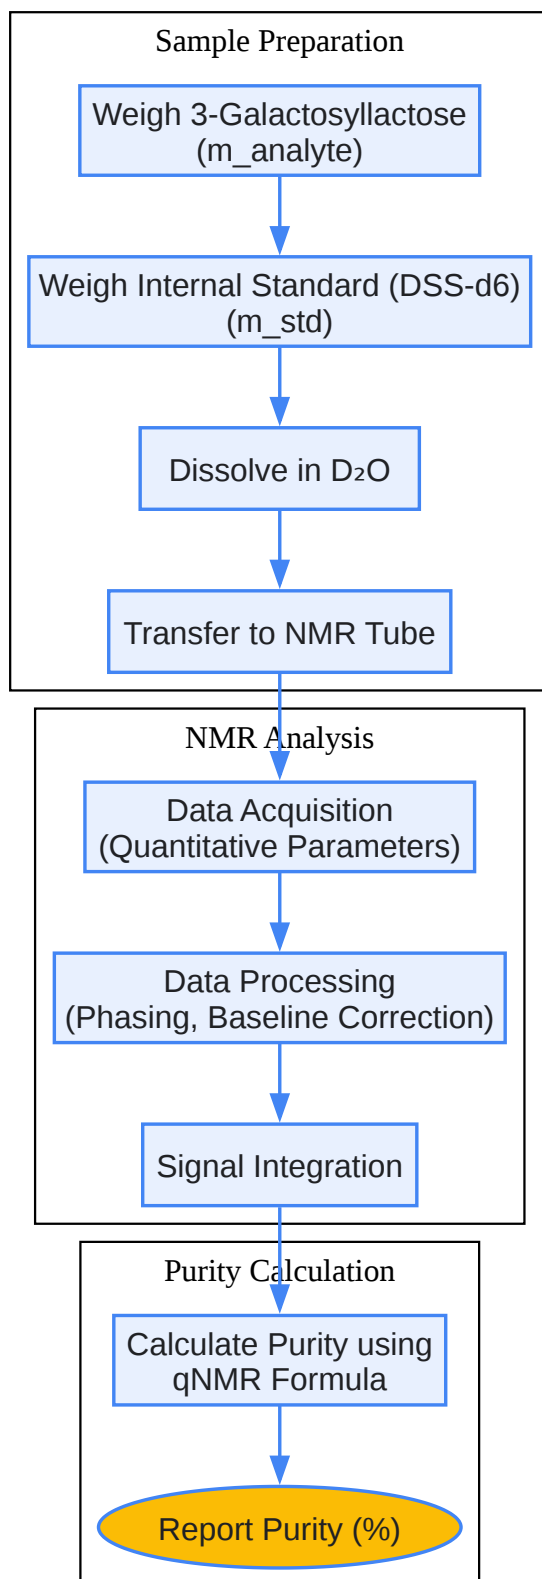 Sample Preparation
Weigh 3-Galactosyllactose
(m_analyte)
Weigh Internal Standard (DSS-d6)
(m_std)
Dissolve in D₂O
Transfer to NMR Tube
NMR Analysis
Data Acquisition
(Quantitative Parameters)
Data Processing
(Phasing, Baseline Correction)
Signal Integration
Purity Calculation
Calculate Purity using
qNMR Formula
Report Purity (%)